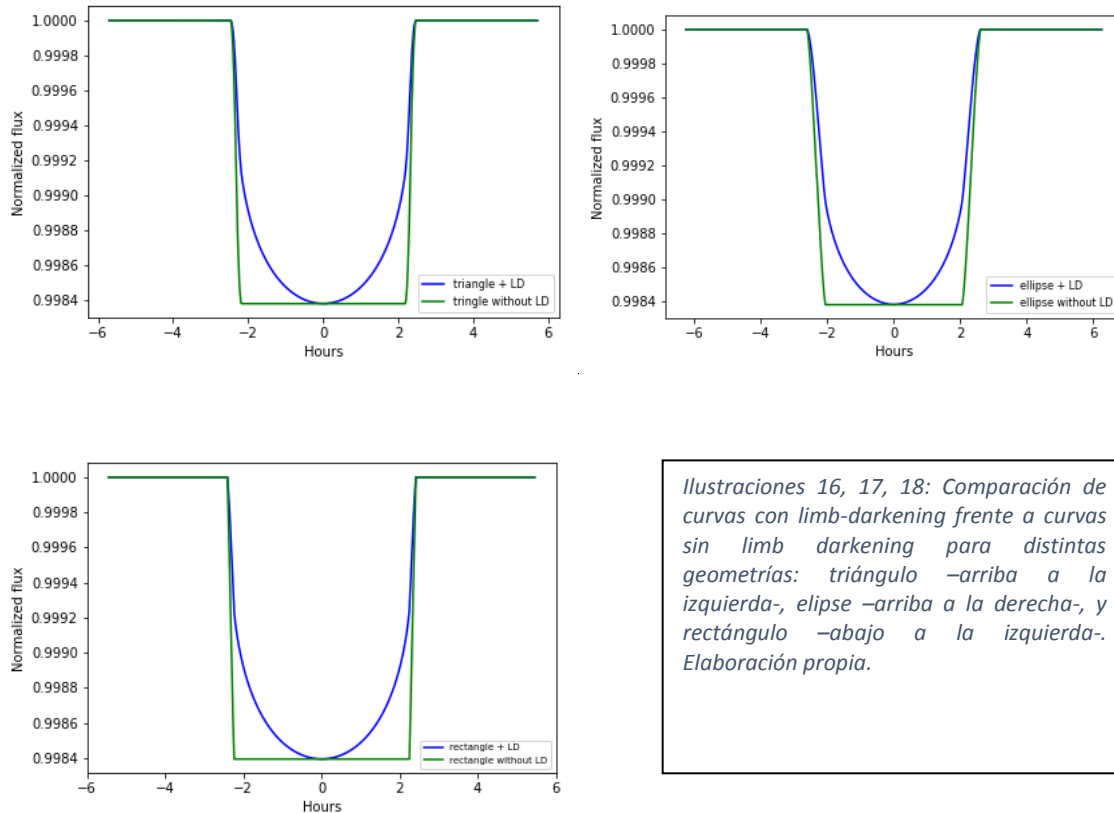 1.0000
0.9998
0.9996
0.9994
0.9992
0.9990
0.9988
0.9986
0.9984
Normalized flux
triangle + LD
tringle without LD
−6 −4 −2 0 2 4 6
Hours
1.0000
0.9998
0.9996
0.9994
0.9992
0.9990
0.9988
0.9986
0.9984
Normalized flux
ellipse + LD
ellipse without LD
−6 −4 −2 0 2 4 6
Hours
1.0000
0.9998
0.9996
0.9994
0.9992
0.9990
0.9988
0.9986
0.9984
Normalized flux
rectangle + LD
rectangle without LD
−6 −4 −2 0 2 4 6
Hours
Ilustraciones 16, 17, 18: Comparación de
curvas con limb-darkening frente a curvas
sin limb darkening para distintas
geometrías: triángulo –arriba a la
izquierda-, elipse –arriba a la derecha-, y
rectángulo –abajo a la izquierda-.
Elaboración propia.